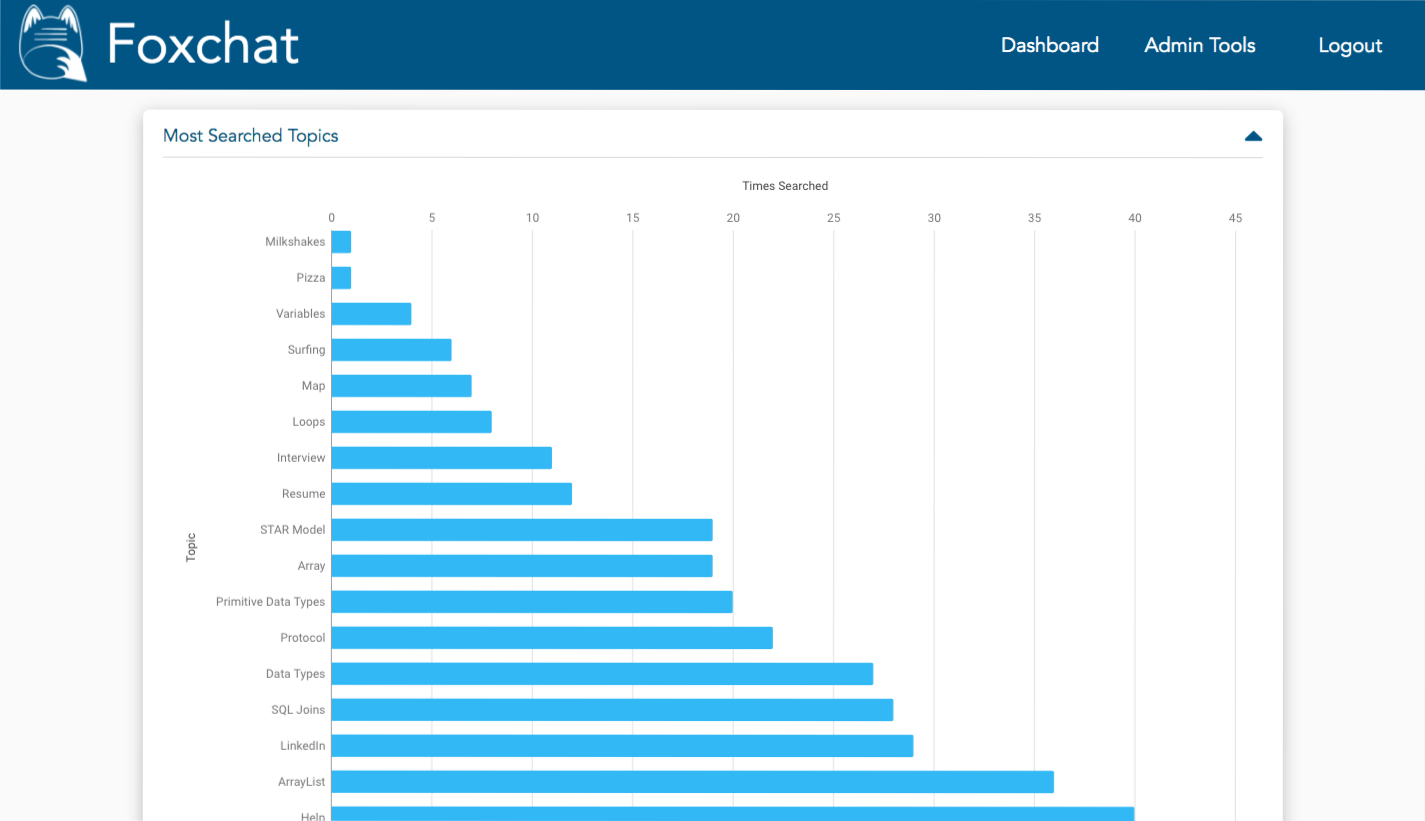 Foxchat
Dashboard Admin Tools Logout
Most Searched Topics
Times Searched
0 5 10 15 20 25 30 35 40 45
Milkshakes
Pizza
Variables
Surfing
Map
Loops
Interview
Resume
STAR Model
Topic
Array
Primitive Data Types
Protocol
Data Types
SQL Joins
LinkedIn
ArrayList
Help